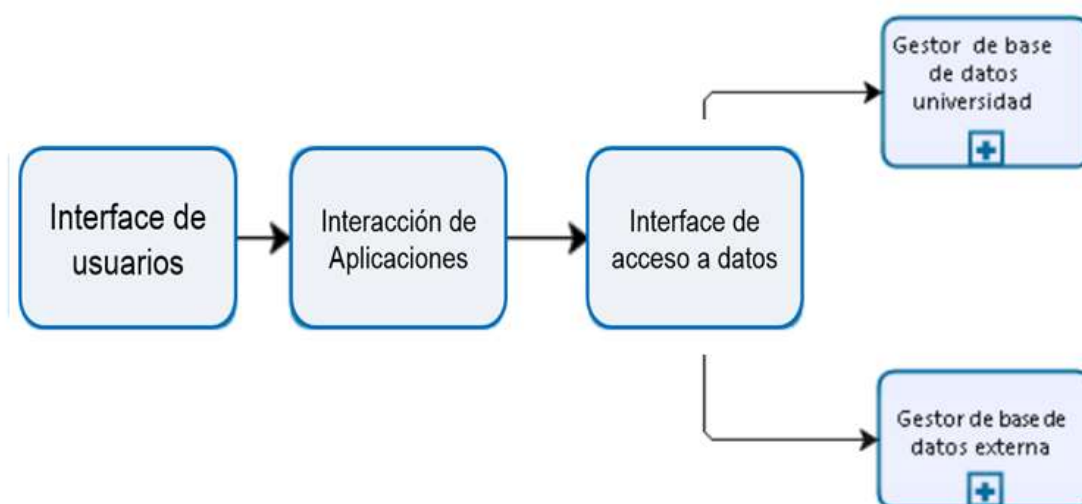 Interface de
usuarios
Interacción de
Aplicaciones
Interface de
acceso a datos
Gestor de base
de datos
universidad
Gestor de base de
datos externa